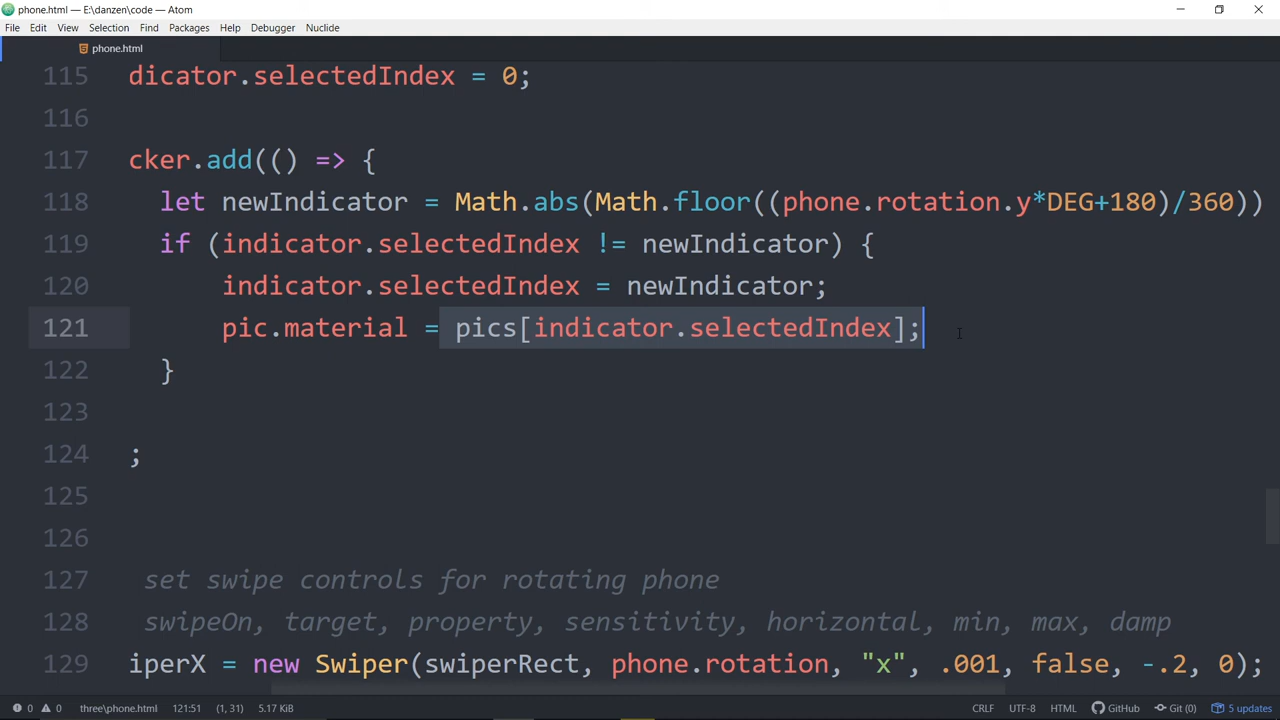 phone.html — E:\danzen\code — Atom
File Edit View Selection Find Packages Help Debugger Nuclide
phone.html
115 dicator.selectedIndex = 0;
116
117 cker.add(() => {
118 let newIndicator = Math.abs(Math.floor((phone.rotation.y*DEG+180)/360))
119 if (indicator.selectedIndex != newIndicator) {
120 indicator.selectedIndex = newIndicator;
121 pic.material = pics[indicator.selectedIndex];
122 }
123
124 ;
125
126
127 set swipe controls for rotating phone
128 swipeOn, target, property, sensitivity, horizontal, min, max, damp
129 iperX = new Swiper(swiperRect, phone.rotation, "x", .001, false, -.2, 0);
0 0 three\phone.html 121:51 (1, 31) 5.17 KiB CRLF UTF-8 HTML GitHub Git (0) 5 updates